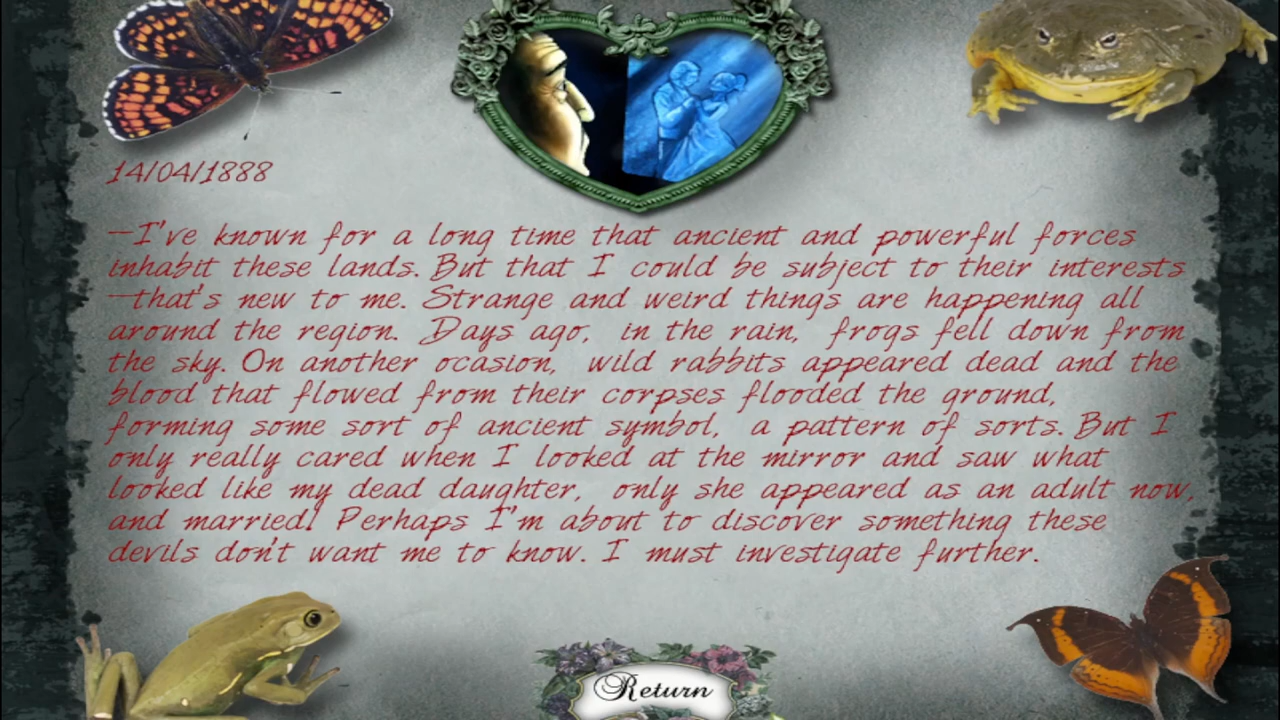 14/04/1888
—I've known for a long time that ancient and powerful forces
inhabit these lands. But that I could be subject to their interests
—that's new to me. Strange and weird things are happening all
around the region. Days ago, in the rain, frogs fell down from
the sky. On another ocasion, wild rabbits appeared dead and the
blood that flowed from their corpses flooded the ground,
forming some sort of ancient symbol, a pattern of sorts. But I
only really cared when I looked at the mirror and saw what
looked like my dead daughter, only she appeared as an adult now,
and married! Perhaps I'm about to discover something these
devils don't want me to know. I must investigate further.
Return